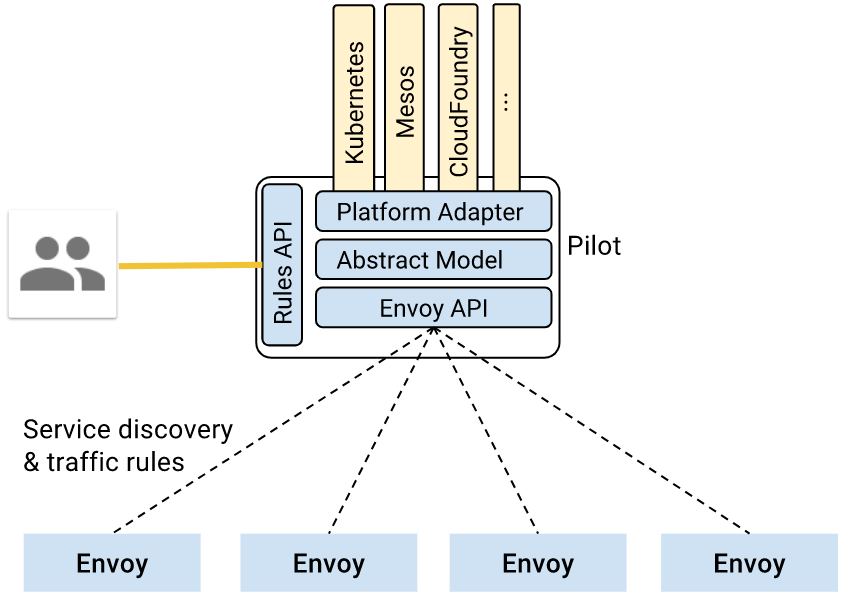 Kubernetes
Mesos
CloudFoundry
...
Rules API
Platform Adapter
Abstract Model
Envoy API
Pilot
Service discovery
& traffic rules
Envoy
Envoy
Envoy
Envoy